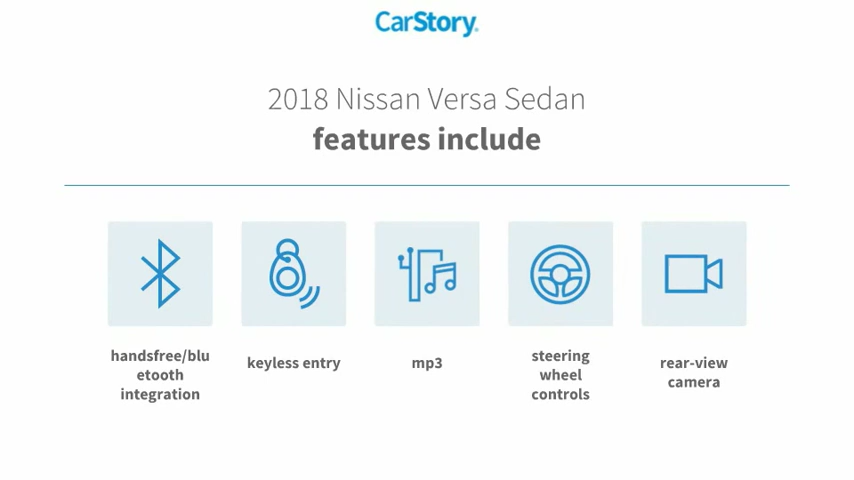 CarStory.
2018 Nissan Versa Sedan
features include
handsfree/blu
etooth
integration
keyless entry
mp3
steering
wheel
controls
rear-view
camera